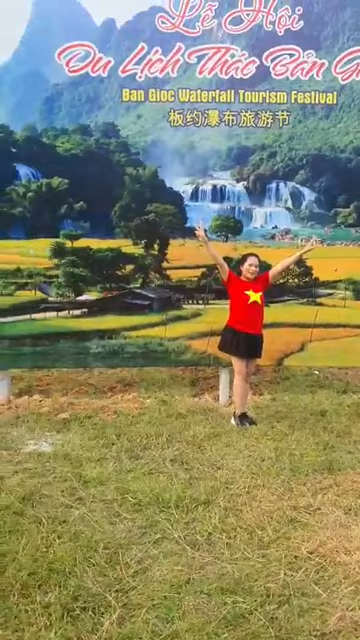 Lễ Hội
Du Lịch Thác Bản
BAN GIOC WATERFALL TOURISM FESTIVAL
板约瀑布旅游节